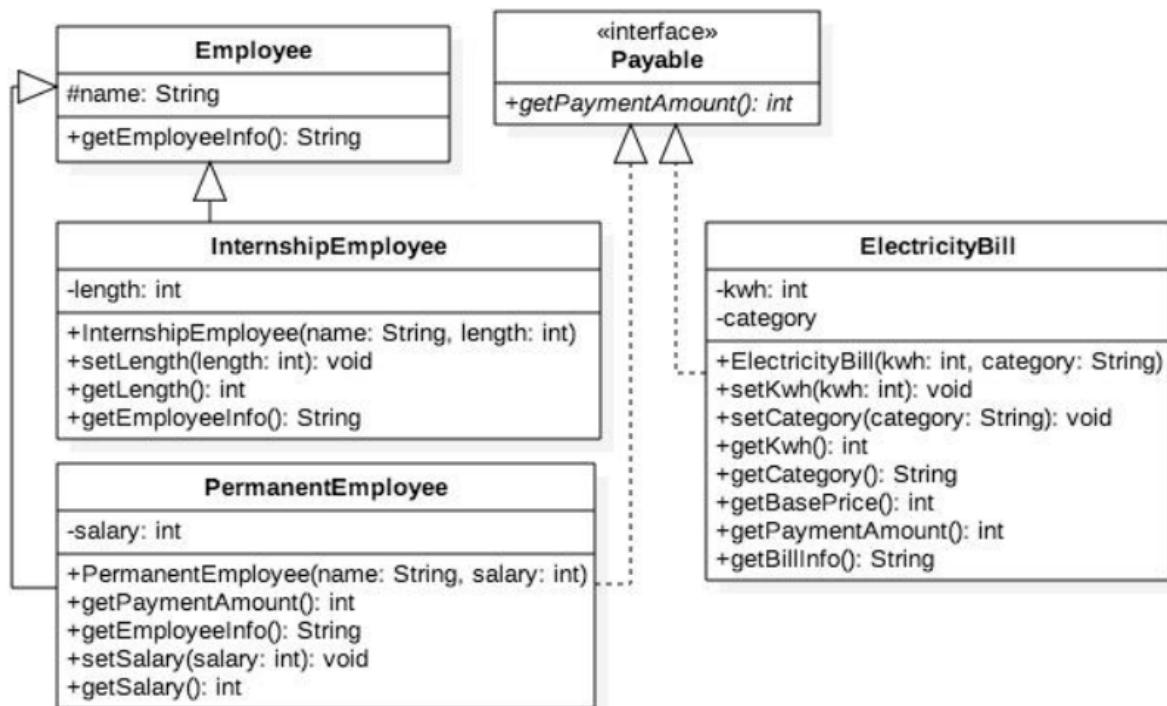 Employee
#name: String
+getEmployeeInfo(): String
«interface»
Payable
+getPaymentAmount(): int
InternshipEmployee
-length: int
+InternshipEmployee(name: String, length: int)
+setLength(length: int): void
+getLength(): int
+getEmployeeInfo(): String
ElectricityBill
-kwh: int
-category
+ElectricityBill(kwh: int, category: String)
+setKwh(kwh: int): void
+setCategory(category: String): void
+getKwh(): int
+getCategory(): String
+getBasePrice(): int
+getPaymentAmount(): int
+getBillInfo(): String
PermanentEmployee
-salary: int
+PermanentEmployee(name: String, salary: int)
+getPaymentAmount(): int
+getEmployeeInfo(): String
+setSalary(salary: int): void
+getSalary(): int